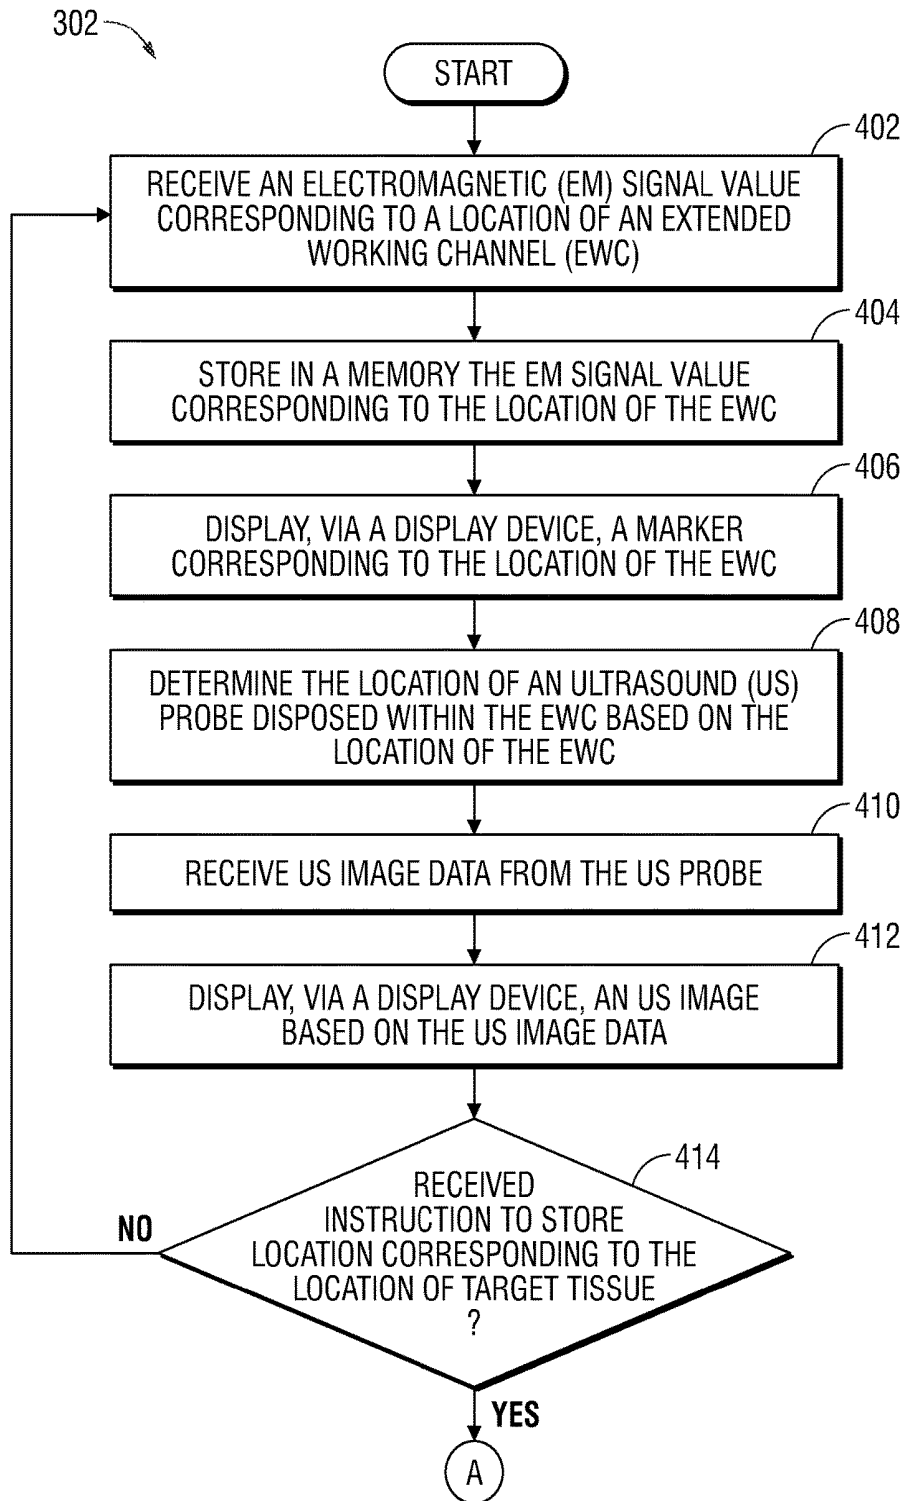 302
START
402
RECEIVE AN ELECTROMAGNETIC (EM) SIGNAL VALUE
CORRESPONDING TO A LOCATION OF AN EXTENDED
WORKING CHANNEL (EWC)
404
STORE IN A MEMORY THE EM SIGNAL VALUE
CORRESPONDING TO THE LOCATION OF THE EWC
406
DISPLAY, VIA A DISPLAY DEVICE, A MARKER
CORRESPONDING TO THE LOCATION OF THE EWC
408
DETERMINE THE LOCATION OF AN ULTRASOUND (US)
PROBE DISPOSED WITHIN THE EWC BASED ON THE
LOCATION OF THE EWC
410
RECEIVE US IMAGE DATA FROM THE US PROBE
412
DISPLAY, VIA A DISPLAY DEVICE, AN US IMAGE
BASED ON THE US IMAGE DATA
414
RECEIVED
INSTRUCTION TO STORE
LOCATION CORRESPONDING TO THE
LOCATION OF TARGET TISSUE
?
NO
YES
A